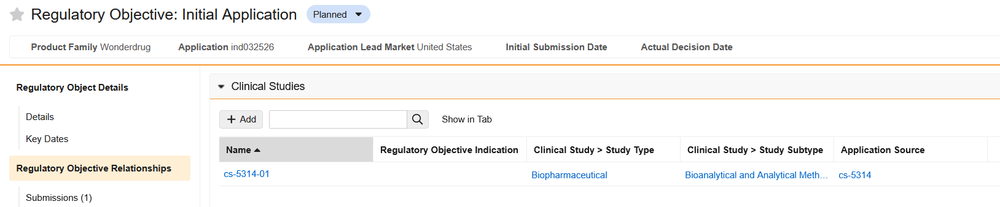 Regulatory Objective: Initial Application Planned
Product Family Wonderdrug Application ind032526 Application Lead Market United States Initial Submission Date Actual Decision Date
Regulatory Object Details
Details
Key Dates
Regulatory Objective Relationships
Submissions (1)
Clinical Studies
Add Show in Tab
Name Regulatory Objective Indication Clinical Study > Study Type Clinical Study > Study Subtype Application Source
cs-5314-01 Biopharmaceutical Bioanalytical and Analytical Meth... cs-5314